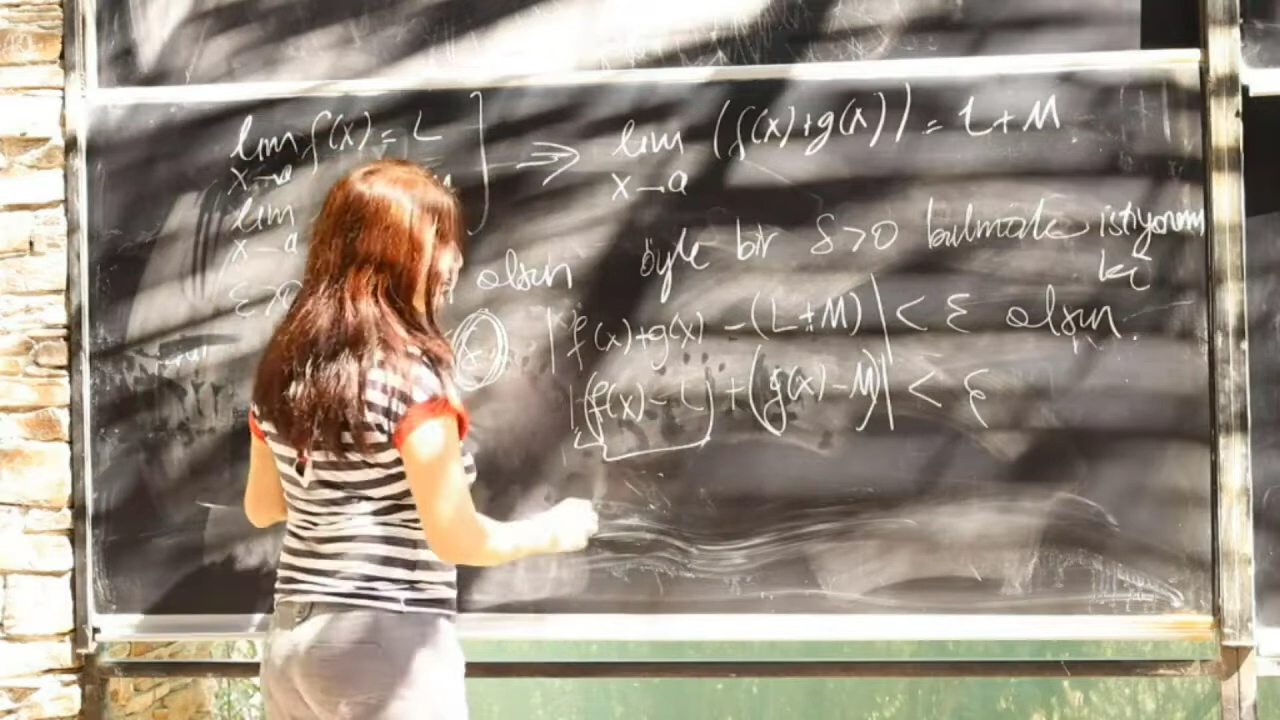 lim f(x) = L
x→a
lim
x→a
⇒ lim (f(x)+g(x)) = L+M.
x→a
ε>0 olsun öyle bir δ>0 bulmak istiyorum
ki
|f(x)+g(x) - (L+M)| < ε olsun.
|(f(x)-L)+(g(x)-M)| < ε